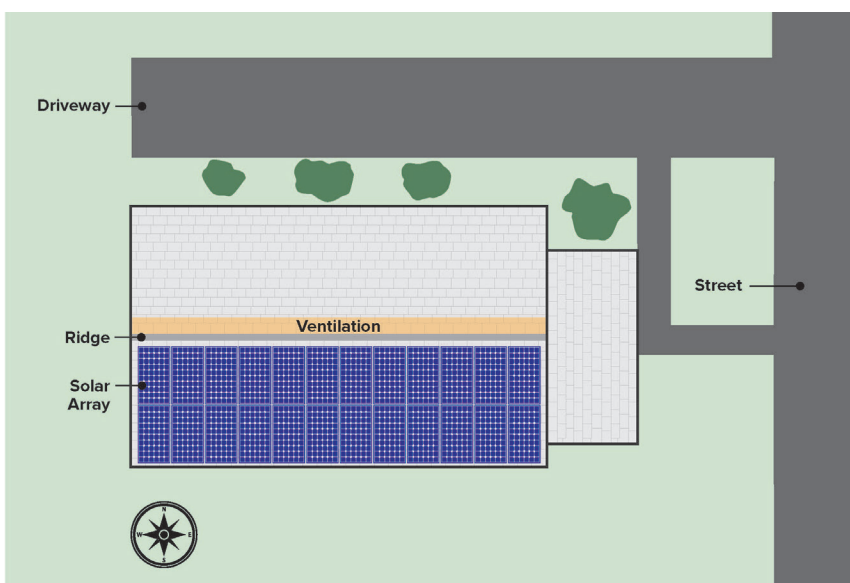 Driveway
Street
Ventilation
Ridge
Solar
Array
N
W
E
S